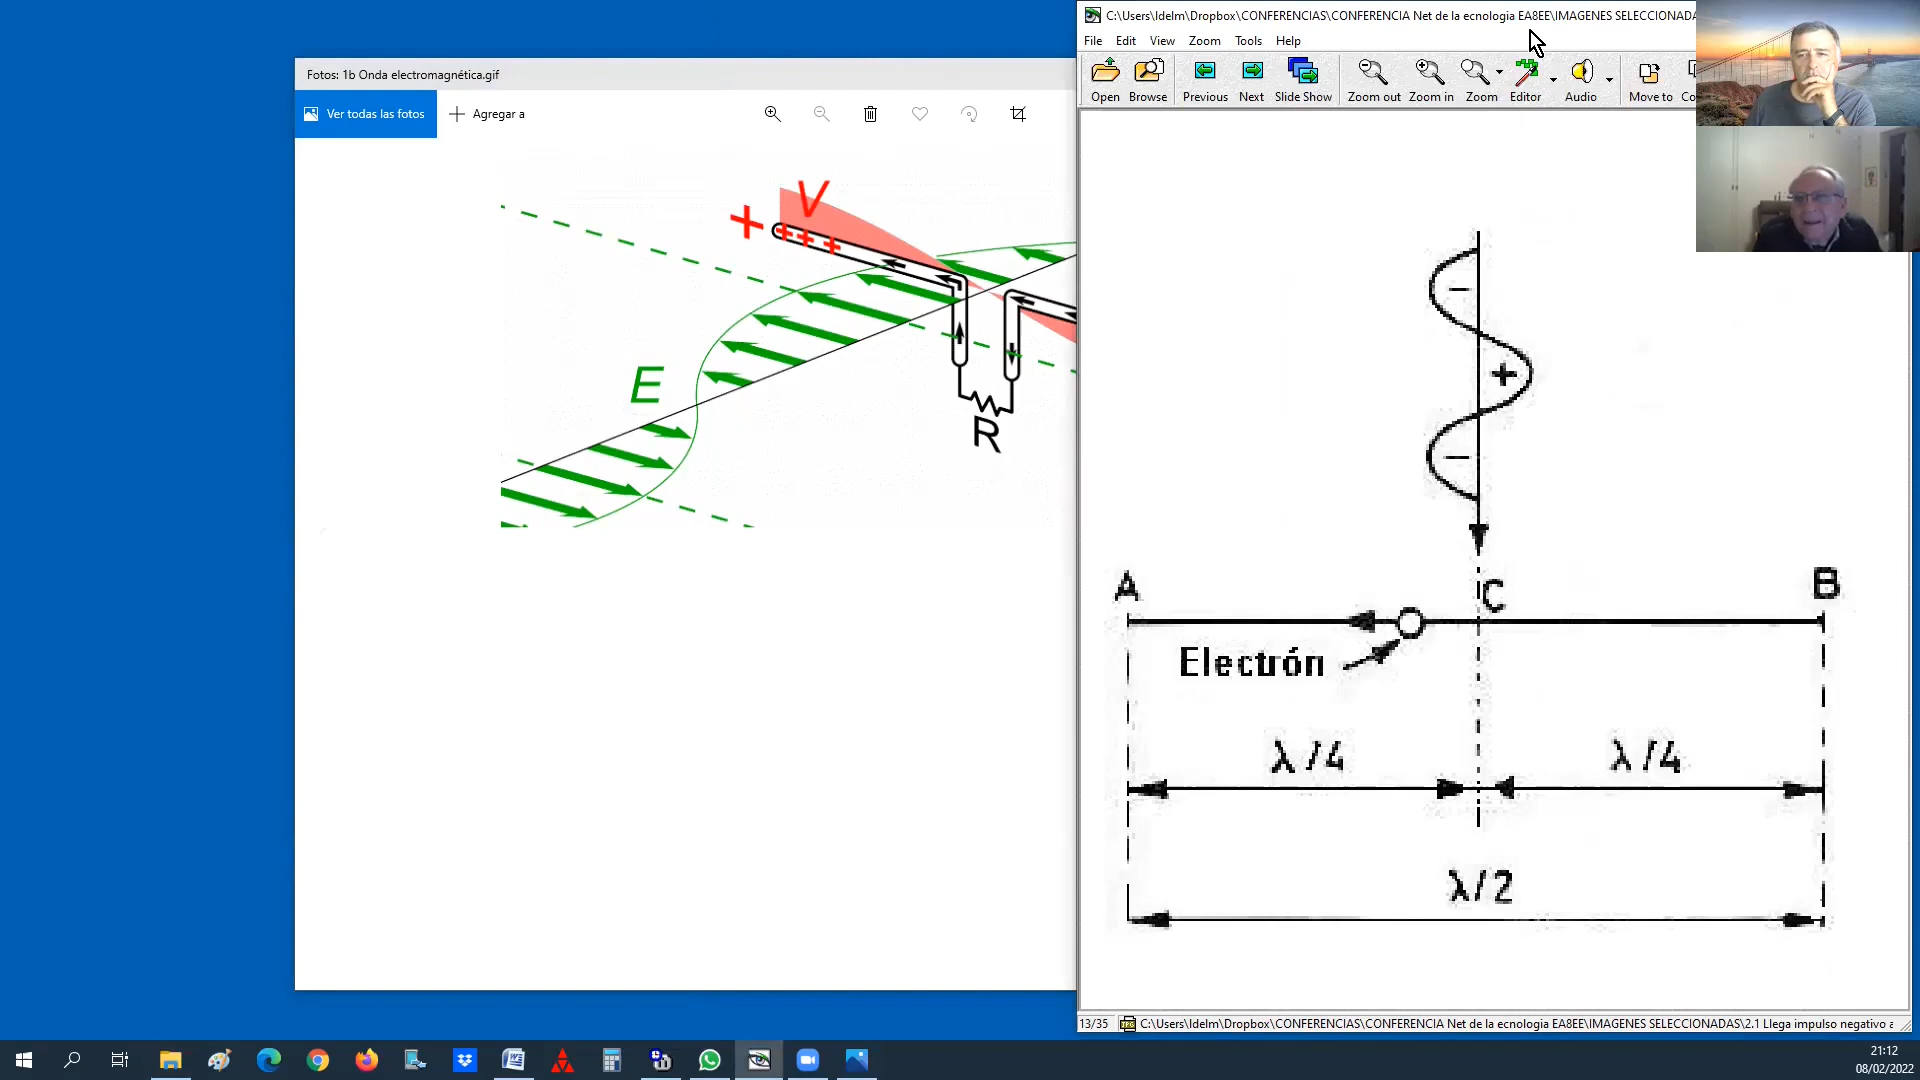 Fotos: 1b Onda electromagnética.gif
Ver todas las fotos
Agregar a
V
E
R
C:\Users\Idelm\Dropbox\CONFERENCIAS\CONFERENCIA Net de la ecnologia EA8EE\IMAGENES SELECCIONADA
File Edit View Zoom Tools Help
Open Browse Previous Next Slide Show Zoom out Zoom in Zoom Editor Audio Move to Co
A
C
B
Electrón
λ/4
λ/4
λ/2
13/35
C:\Users\Idelm\Dropbox\CONFERENCIAS\CONFERENCIA Net de la ecnologia EA8EE\IMAGENES SELECCIONADAS\2.1 Llega impulso negativo a
21:12
08/02/2022